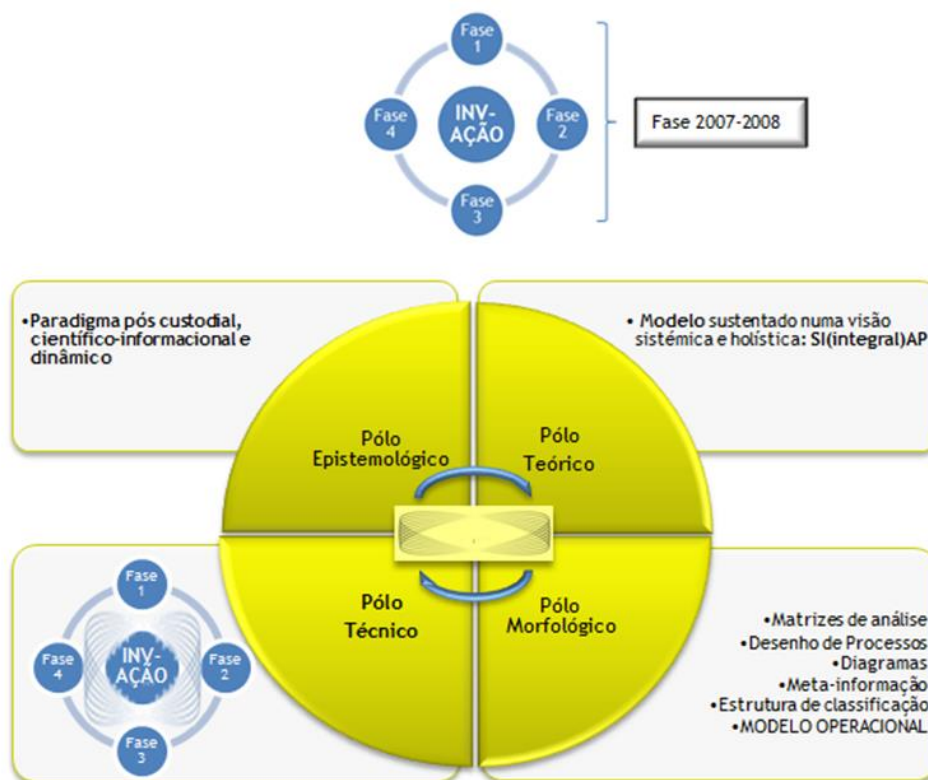 Fase
1
INV-
AÇÃO
Fase
4
Fase
2
Fase
3
Fase 2007-2008
•Paradigma pós custodial,
científico-informacional e
dinâmico
• Modelo sustentado numa visão
sistémica e holística: SI(integral)AP
Pólo
Epistemológico
Pólo
Teórico
Pólo
Técnico
Pólo
Morfológico
Fase
1
INV-
AÇÃO
Fase
4
Fase
2
Fase
3
•Matrizes de análise
•Desenho de Processos
•Diagramas
•Meta-informação
•Estrutura de classificação
•MODELO OPERACIONAL